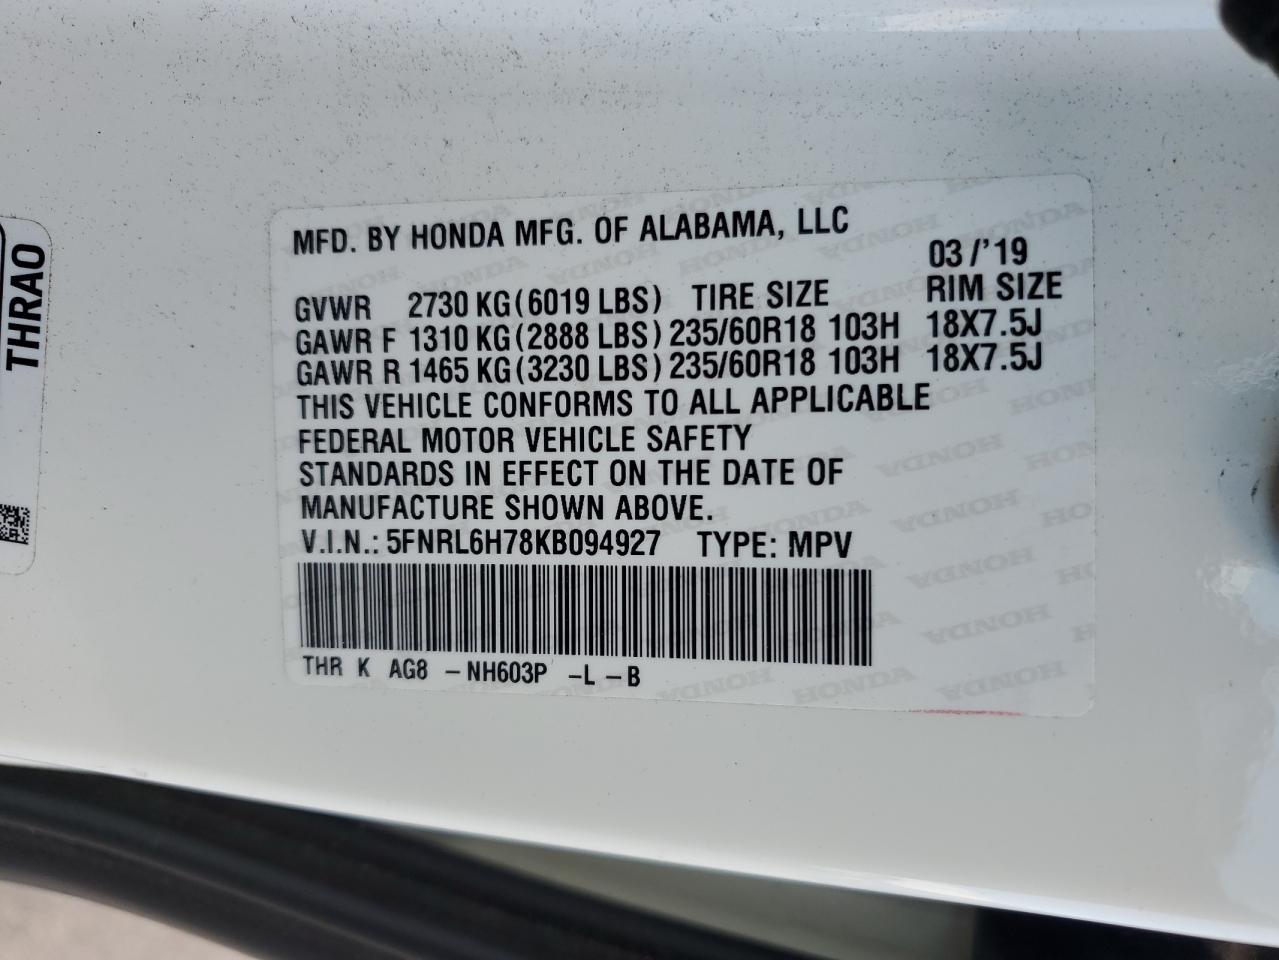 MFD. BY HONDA MFG. OF ALABAMA, LLC
03/'19
GVWR 2730 KG(6019 LBS) TIRE SIZE RIM SIZE
GAWR F 1310 KG(2888 LBS) 235/60R18 103H 18X7.5J
GAWR R 1465 KG(3230 LBS) 235/60R18 103H 18X7.5J
THIS VEHICLE CONFORMS TO ALL APPLICABLE
FEDERAL MOTOR VEHICLE SAFETY
STANDARDS IN EFFECT ON THE DATE OF
MANUFACTURE SHOWN ABOVE.
V.I.N.: 5FNRL6H78KB094927 TYPE: MPV
THR K AG8 -NH603P -L -B
THRA0